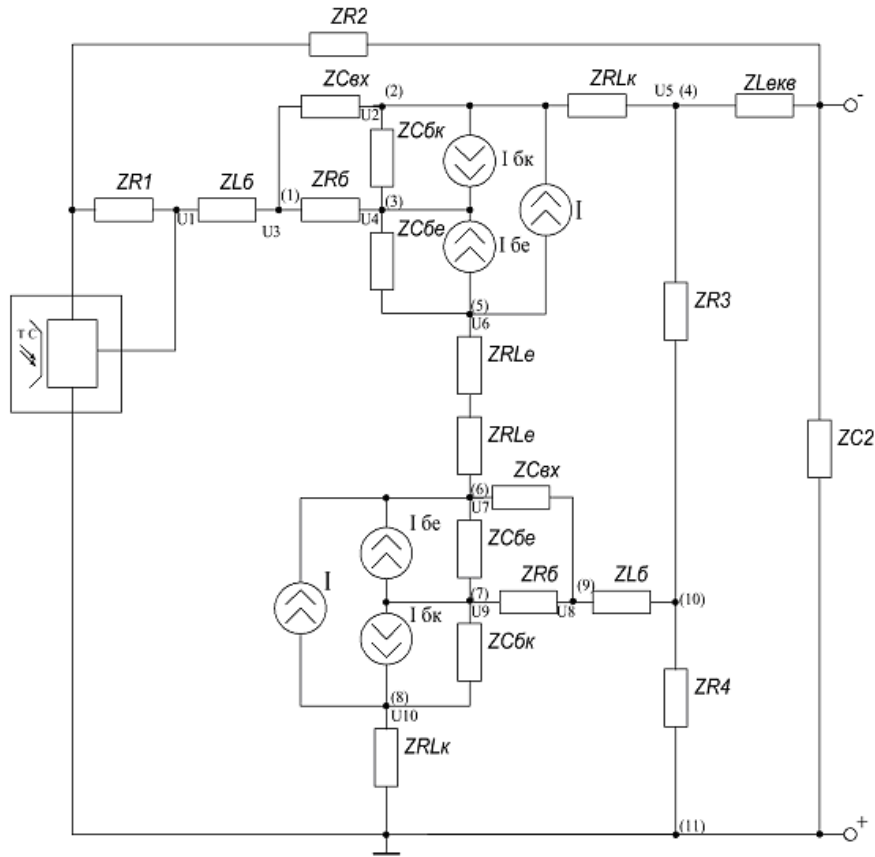 ZR2
ZCвх
(2)
U2
ZRLк
U5 (4)
ZLекв
-
ZCбк
I бк
ZR1
ZLб
(1)
ZRб
(3)
U1
U3
U4
ZCбе
I бе
I
(5)
U6
T C
ZR3
ZRLe
ZRLe
ZC2
ZCвх
(6)
U7
I бе
ZCбе
I
ZRб
(9)
ZLб
(7)
U9
U8
(10)
I бк
ZCбк
ZR4
(8)
U10
ZRLк
(11)
+